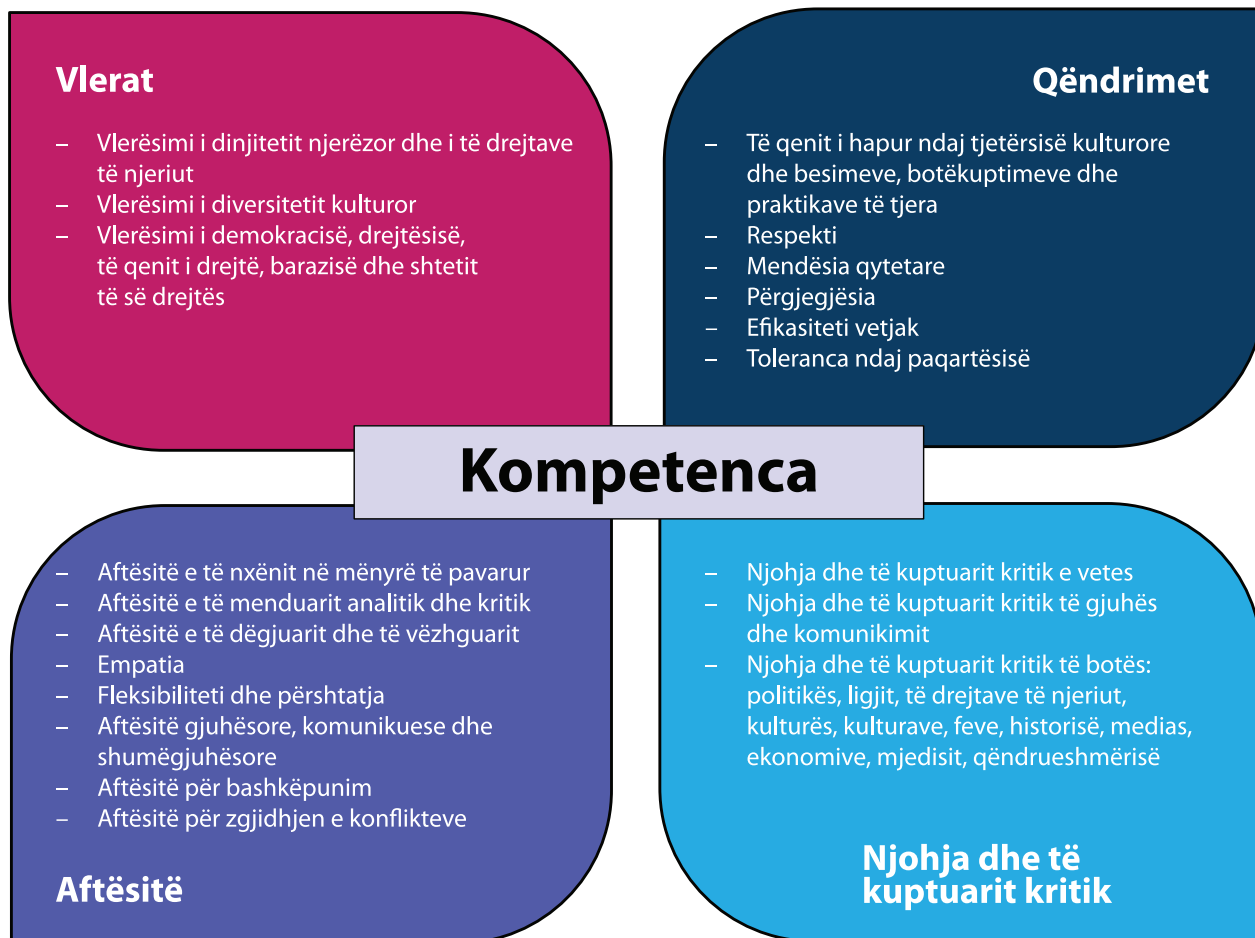 Vlerat
– Vlerësimi i dinjitetit njerëzor dhe i të drejtave
të njeriut
– Vlerësimi i diversitetit kulturor
– Vlerësimi i demokracisë, drejtësisë,
të qenit i drejtë, barazisë dhe shtetit
të së drejtës
Qëndrimet
– Të qenit i hapur ndaj tjetërsisë kulturore
dhe besimeve, botëkuptimeve dhe
praktikave të tjera
– Respekti
– Mendësia qytetare
– Përgjegjësia
– Efikasiteti vetjak
– Toleranca ndaj paqartësisë
Kompetenca
– Aftësitë e të nxënit në mënyrë të pavarur
– Aftësitë e të menduarit analitik dhe kritik
– Aftësitë e të dëgjuarit dhe të vëzhguarit
– Empatia
– Fleksibiliteti dhe përshtatja
– Aftësitë gjuhësore, komunikuese dhe
shumëgjuhësore
– Aftësitë për bashkëpunim
– Aftësitë për zgjidhjen e konflikteve
Aftësitë
– Njohja dhe të kuptuarit kritik e vetes
– Njohja dhe të kuptuarit kritik të gjuhës
dhe komunikimit
– Njohja dhe të kuptuarit kritik të botës:
politikës, ligjit, të drejtave të njeriut,
kulturës, kulturave, feve, historisë, medias,
ekonomive, mjedisit, qëndrueshmërisë
Njohja dhe të
kuptuarit kritik